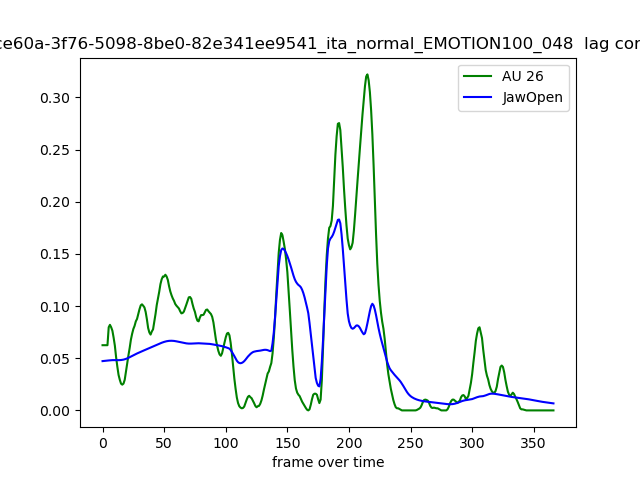 ce60a-3f76-5098-8be0-82e341ee9541_ita_normal_EMOTION100_048 lag cor
AU 26
JawOpen
0.30
0.25
0.20
0.15
0.10
0.05
0.00
0 50 100 150 200 250 300 350
frame over time